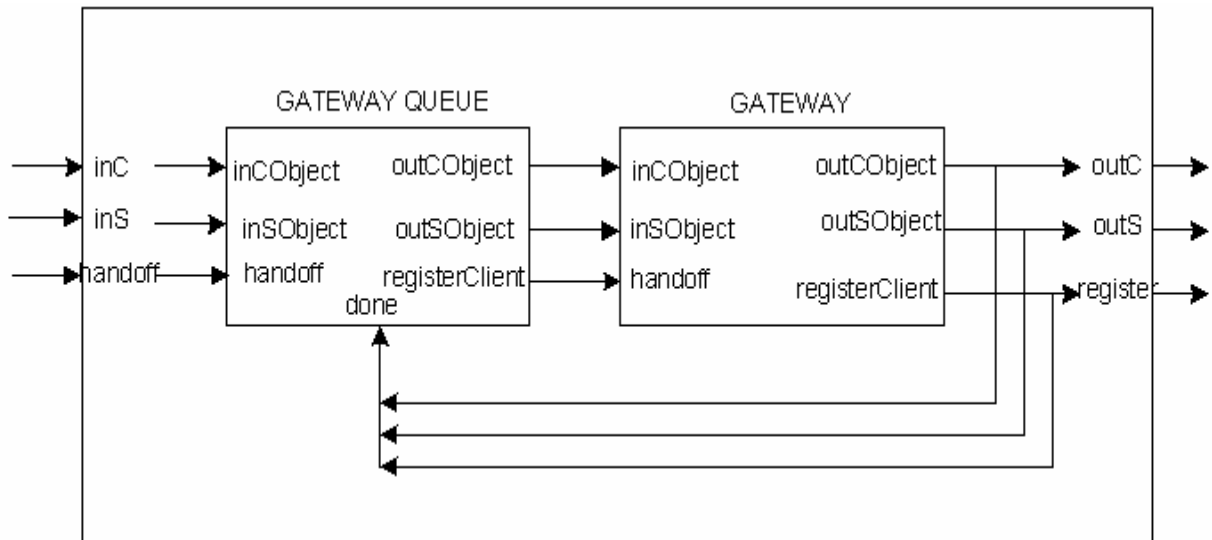 GATEWAY QUEUE
GATEWAY
inC
inS
handoff
inCObject
inSObject
handoff
outCObject
outSObject
registerClient
done
inCObject
inSObject
handoff
outCObject
outSObject
registerClient
outC
outS
register